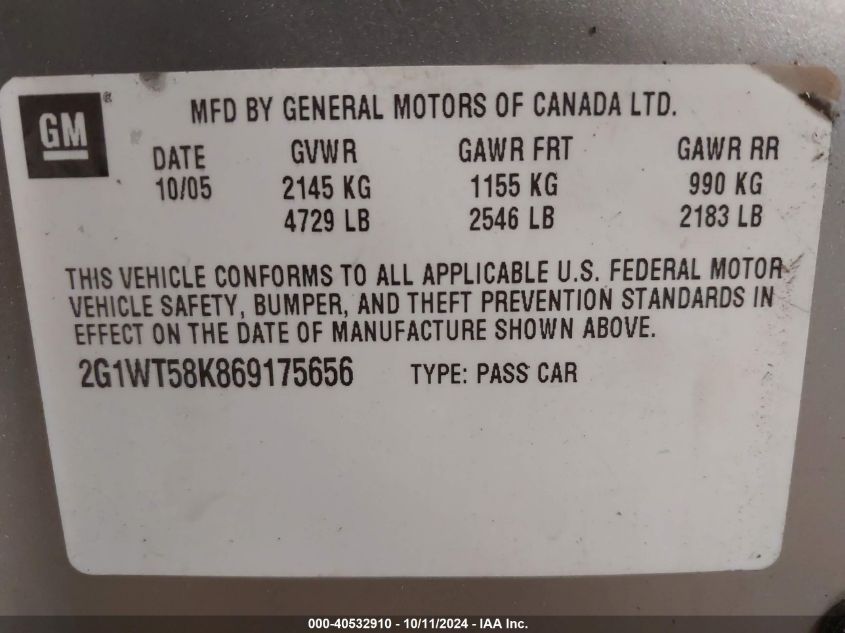 GM ®
MFD BY GENERAL MOTORS OF CANADA LTD.
DATE GVWR GAWR FRT GAWR RR
10/05 2145 KG 1155 KG 990 KG
4729 LB 2546 LB 2183 LB
THIS VEHICLE CONFORMS TO ALL APPLICABLE U.S. FEDERAL MOTOR
VEHICLE SAFETY, BUMPER, AND THEFT PREVENTION STANDARDS IN
EFFECT ON THE DATE OF MANUFACTURE SHOWN ABOVE.
2G1WT58K869175656 TYPE: PASS CAR
000-40532910 - 10/11/2024 - IAA Inc.